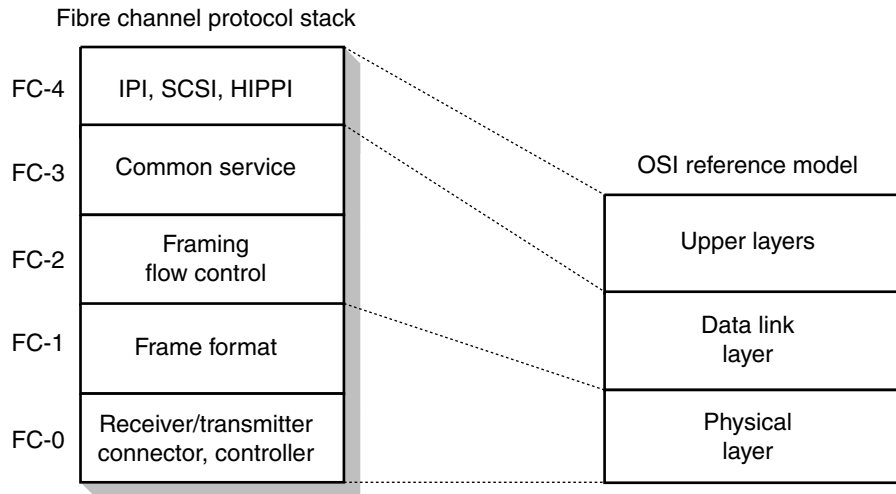 Fibre channel protocol stack
FC-4
IPI, SCSI, HIPPI
FC-3
Common service
FC-2
Framing
flow control
FC-1
Frame format
FC-0
Receiver/transmitter
connector, controller
OSI reference model
Upper layers
Data link
layer
Physical
layer